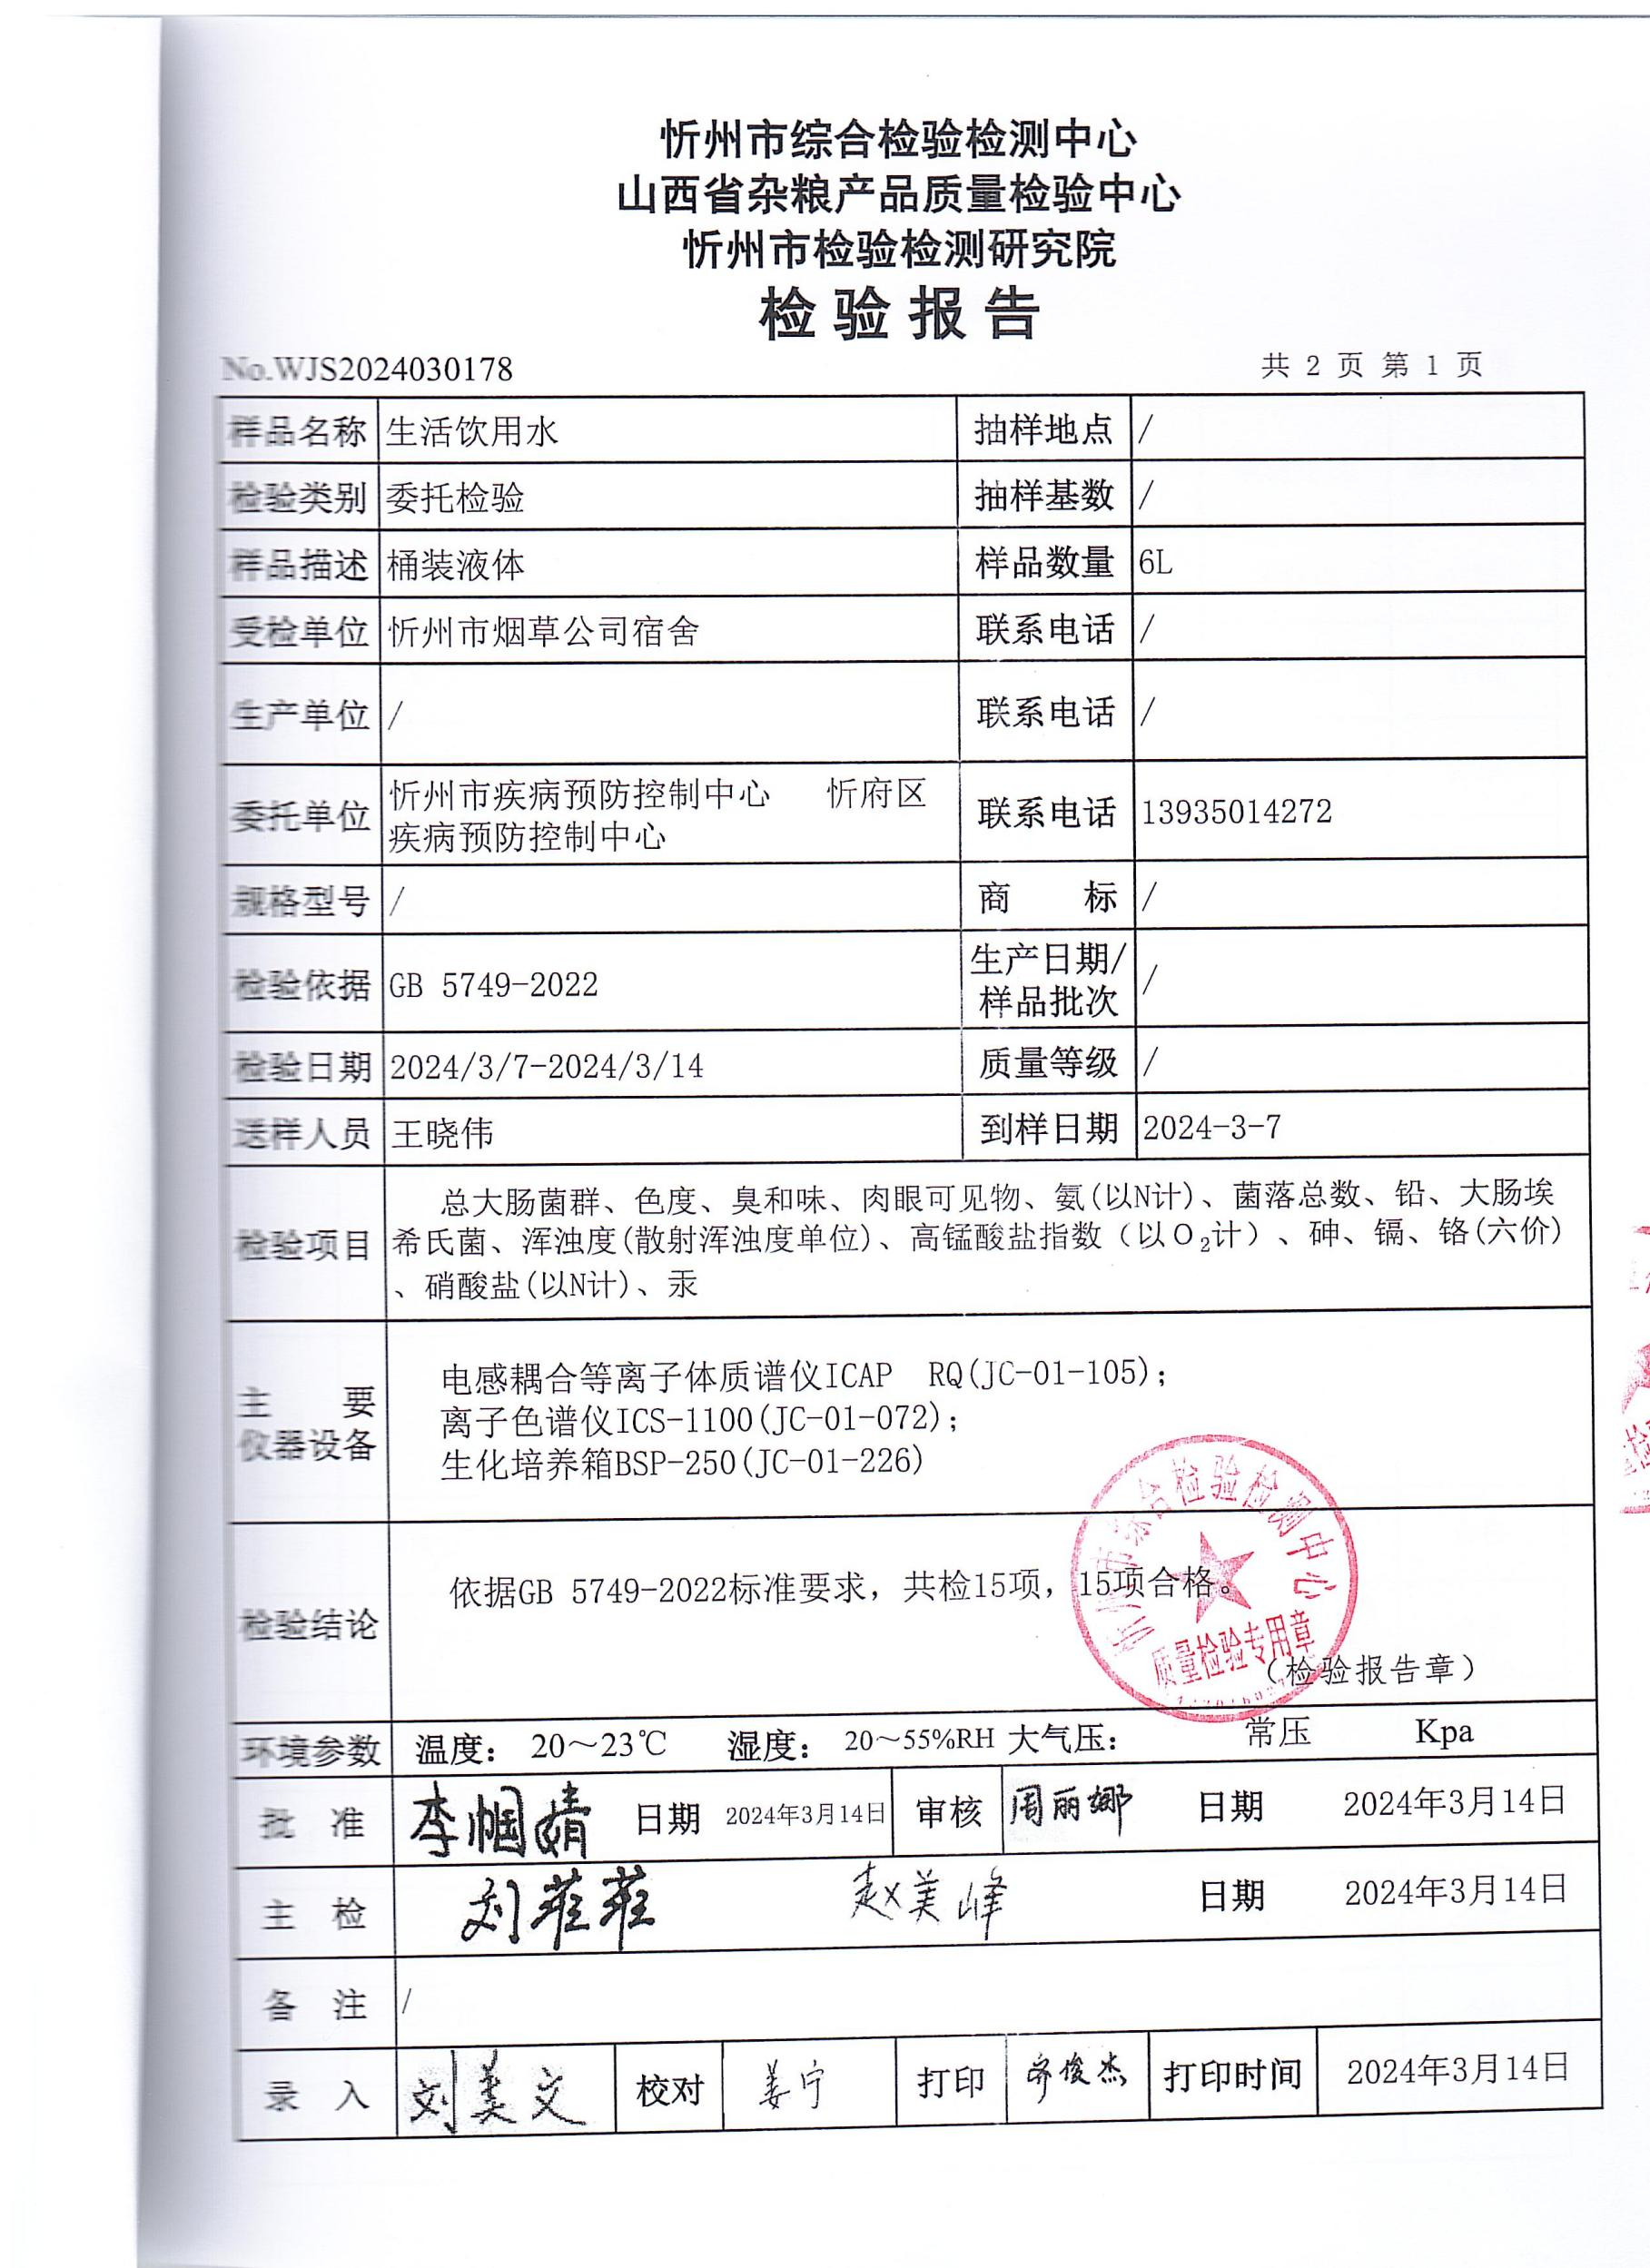 忻州市综合检验检测中心
山西省杂粮产品质量检验中心
忻州市检验检测研究院
检验报告
No.WJS2024030178 共 2 页 第 1 页
样品名称 生活饮用水 抽样地点 /
检验类别 委托检验 抽样基数 /
样品描述 桶装液体 样品数量 6L
受检单位 忻州市烟草公司宿舍 联系电话 /
生产单位 / 联系电话 /
委托单位 忻州市疾病预防控制中心 忻府区
疾病预防控制中心 联系电话 13935014272
规格型号 / 商 标 /
检验依据 GB 5749-2022 生产日期/
样品批次 /
检验日期 2024/3/7-2024/3/14 质量等级 /
送样人员 王晓伟 到样日期 2024-3-7
检验项目 总大肠菌群、色度、臭和味、肉眼可见物、氨(以N计)、菌落总数、铅、大肠埃
希氏菌、浑浊度(散射浑浊度单位)、高锰酸盐指数（以O₂计）、砷、镉、铬(六价)
、硝酸盐(以N计)、汞
主 要
仪器设备
电感耦合等离子体质谱仪ICAP RQ(JC-01-105);
离子色谱仪ICS-1100(JC-01-072);
生化培养箱BSP-250(JC-01-226)
检验结论 依据GB 5749-2022标准要求，共检15项，15项合格。
（检验报告章）
忻州市综合检验检测中心
质量检验专用章
环境参数 温度： 20～23℃ 湿度： 20～55%RH 大气压： 常压 Kpa
批 准 李帼婧 日期 2024年3月14日 审核 周丽娜 日期 2024年3月14日
主 检 刘菲菲 赵美峰 日期 2024年3月14日
备 注 /
录 入 刘美文 校对 姜宁 打印 俊杰 打印时间 2024年3月14日